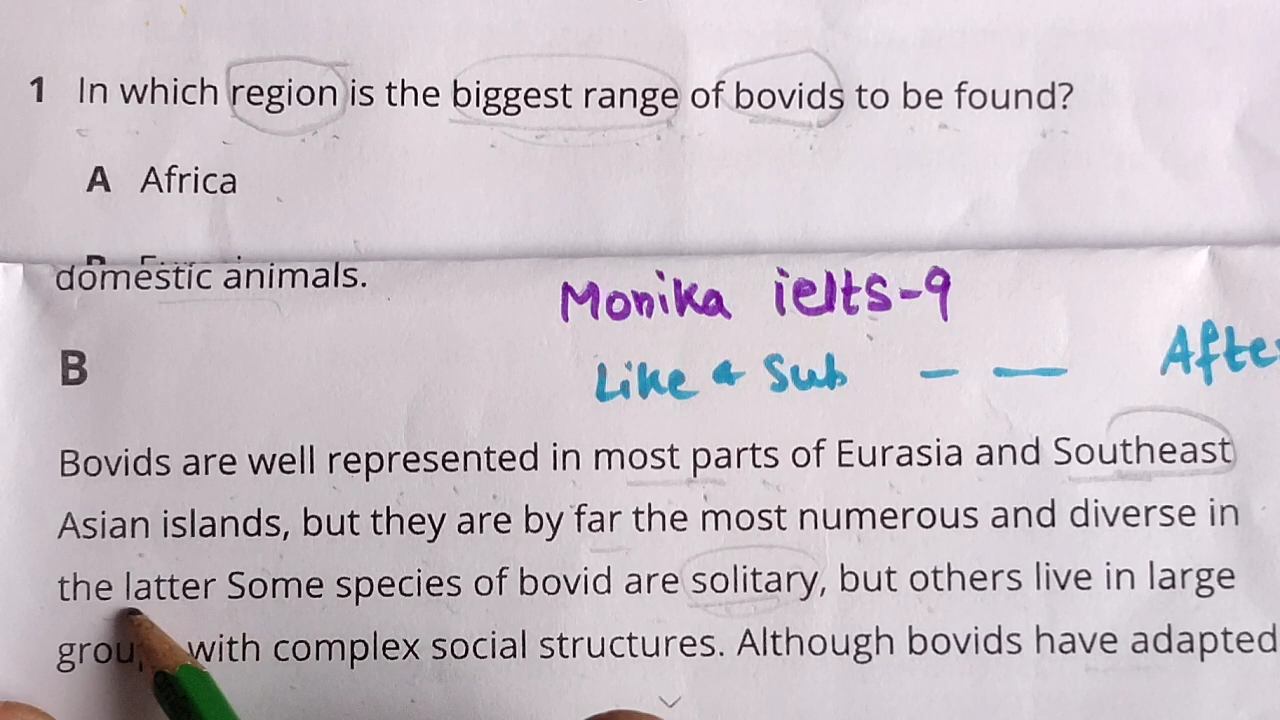 1 In which region is the biggest range of bovids to be found?
A Africa
domestic animals.
Monika ielts-9
B
Like & Sub - —
Bovids are well represented in most parts of Eurasia and Southeast
Asian islands, but they are by far the most numerous and diverse in
the latter Some species of bovid are solitary, but others live in large
with complex social structures. Although bovids have adapted